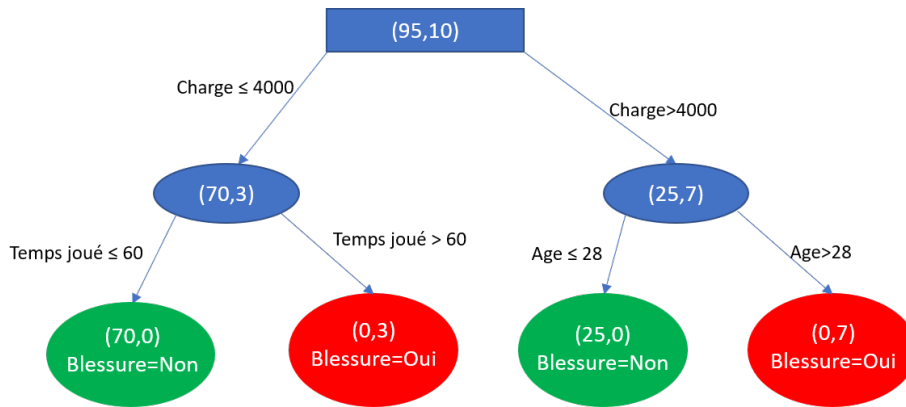 (95,10)
Charge ≤ 4000
Charge>4000
(70,3)
(25,7)
Temps joué ≤ 60
Temps joué > 60
Age ≤ 28
Age>28
(70,0)
Blessure=Non
(0,3)
Blessure=Oui
(25,0)
Blessure=Non
(0,7)
Blessure=Oui